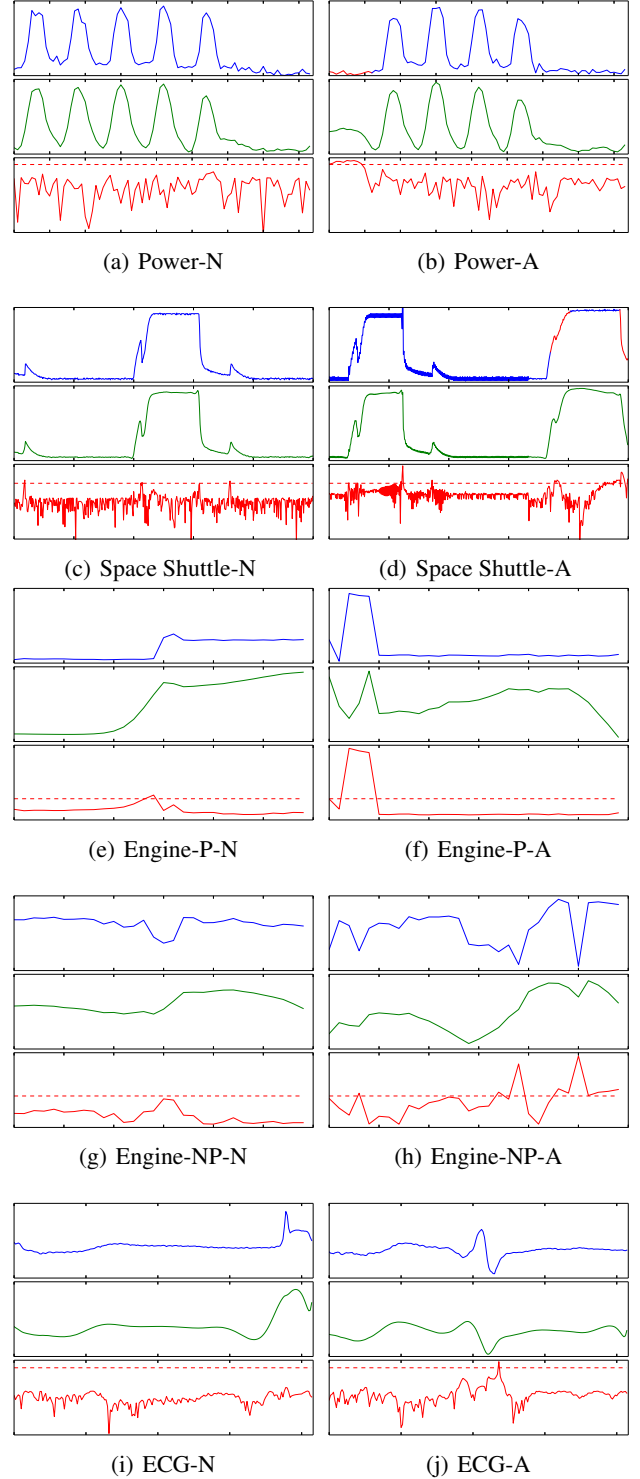 (a) Power-N
(b) Power-A
(c) Space Shuttle-N
(d) Space Shuttle-A
(e) Engine-P-N
(f) Engine-P-A
(g) Engine-NP-N
(h) Engine-NP-A
(i) ECG-N
(j) ECG-A